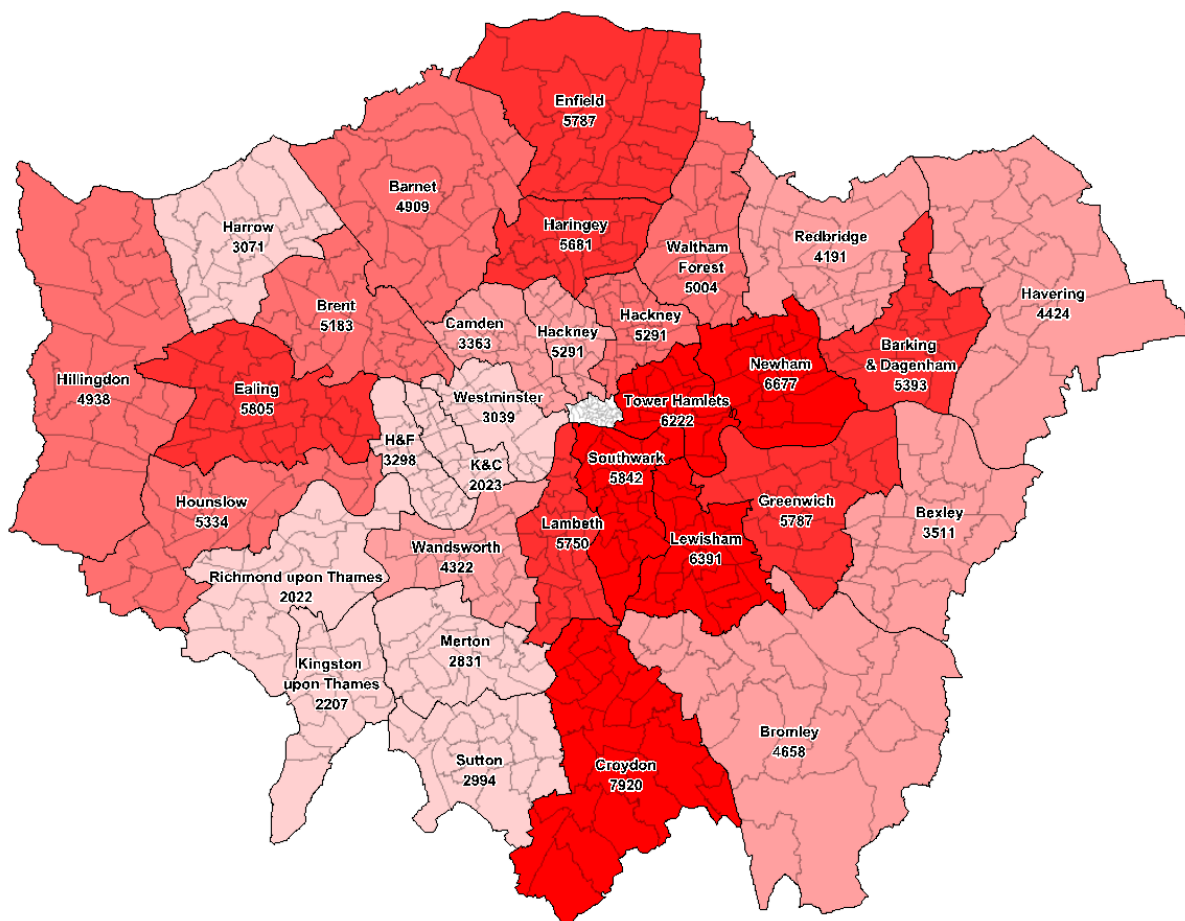 Enfield
5787
Barnet
4909
Haringey
5681
Harrow
3071
Waltham
Forest
5004
Redbridge
4191
Havering
4424
Brent
5183
Camden
3363
Hackney
5291
Hackney
5291
Barking
& Dagenham
5393
Newham
6677
Hillingdon
4938
Ealing
5805
Westminster
3039
Tower Hamlets
6222
H&F
3298
K&C
2023
Southwark
5842
Hounslow
5334
Greenwich
5787
Bexley
3511
Lambeth
5750
Lewisham
6391
Wandsworth
4322
Richmond upon Thames
2022
Merton
2831
Kingston
upon Thames
2207
Bromley
4658
Sutton
2994
Croydon
7920